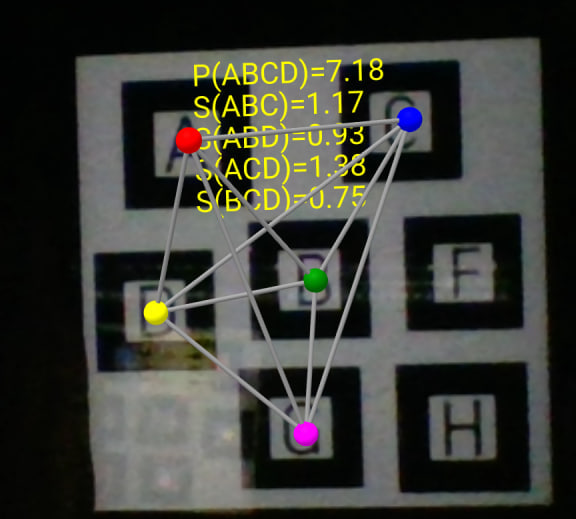 P(ABCD)=7.18
S(ABC)=1.17
S(ABD)=0.93
S(ACD)=1.38
S(BCD)=0.75
A C
D B F
G H